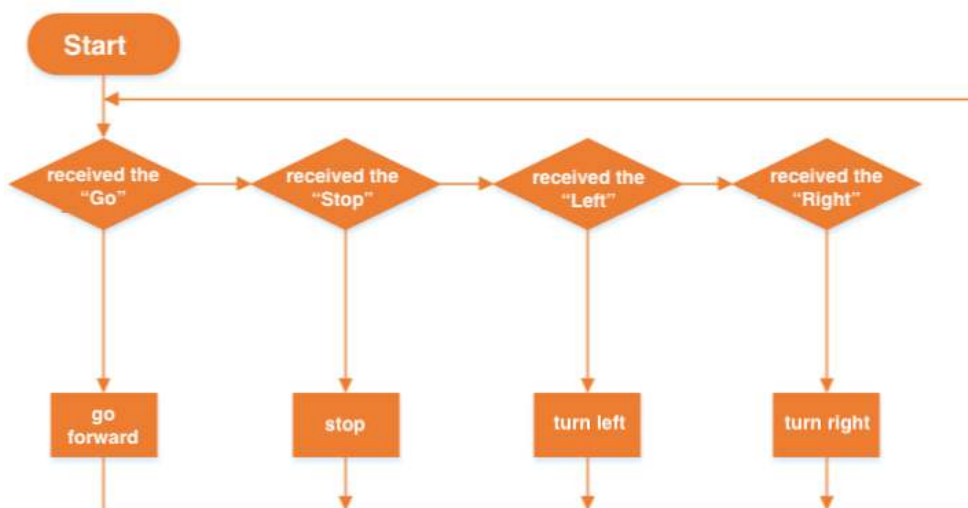 Start
received the
“Go”
received the
“Stop”
received the
“Left”
received the
“Right”
go
forward
stop
turn left
turn right